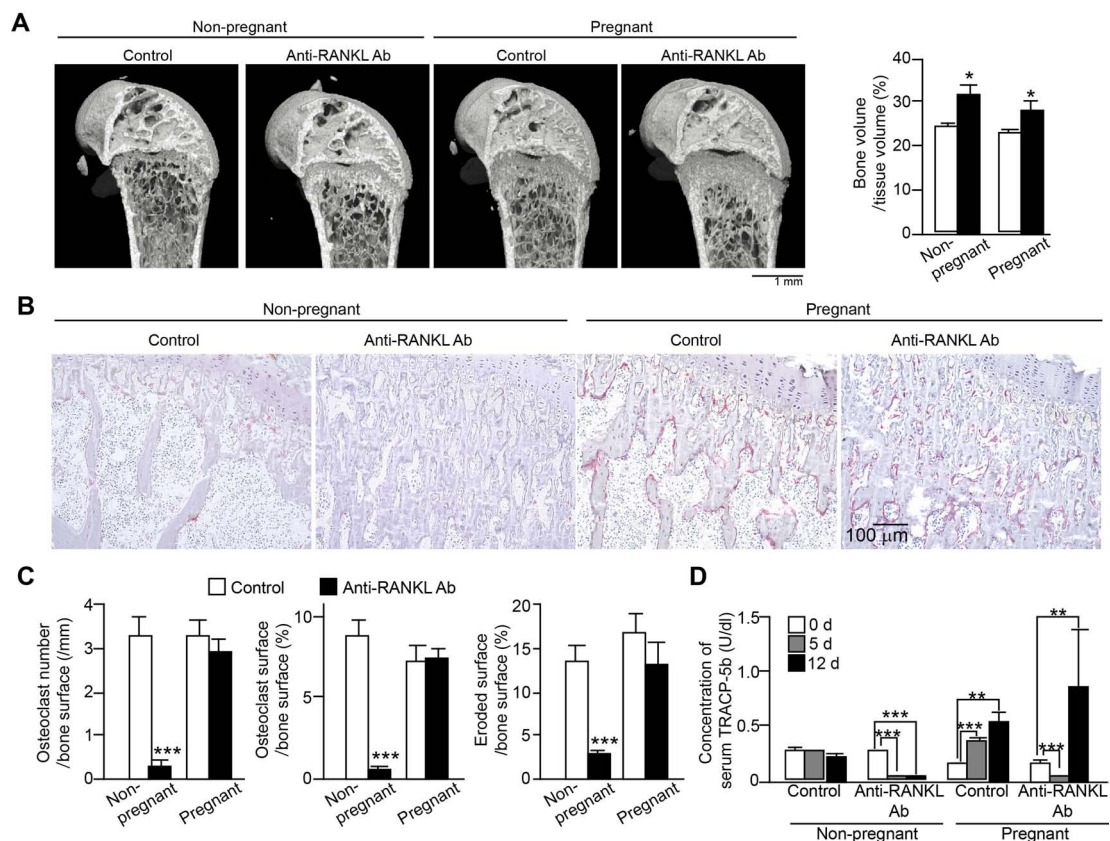 A
Non-pregnant
Pregnant
Control
Anti-RANKL Ab
Control
Anti-RANKL Ab
1 mm
Bone volume
/tissue volume (%)
40
30
20
10
0
*
*
Non-
pregnant
Pregnant
B
Non-pregnant
Pregnant
Control
Anti-RANKL Ab
Control
Anti-RANKL Ab
100 μm
C
Control
Anti-RANKL Ab
Osteoclast number
/bone surface (/mm)
4
3
2
1
0
***
Non-
pregnant
Pregnant
Osteoclast surface
/bone surface (%)
10
5
0
***
Non-
pregnant
Pregnant
Eroded surface
/bone surface (%)
20
15
10
5
0
***
Non-
pregnant
Pregnant
D
Concentration of
serum TRACP-5b (U/dl)
1.5
1.0
0.5
0
0 d
5 d
12 d
***
***
**
***
**
***
Control
Anti-RANKL
Ab
Control
Anti-RANKL
Ab
Non-pregnant
Pregnant